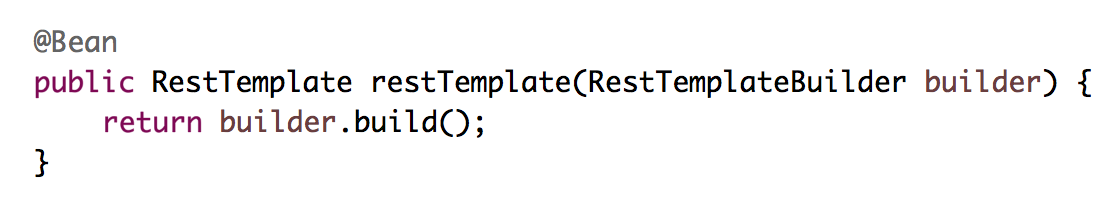 @Bean
public RestTemplate restTemplate(RestTemplateBuilder builder) {
    return builder.build();
}